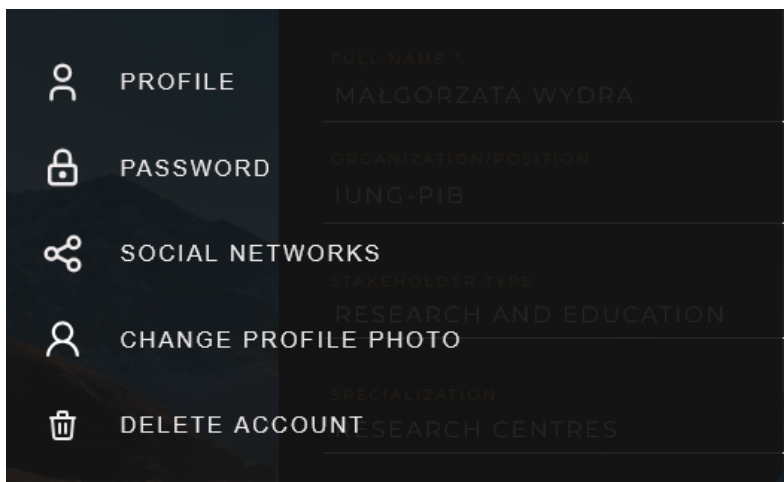 PROFILE
PASSWORD
SOCIAL NETWORKS
CHANGE PROFILE PHOTO
DELETE ACCOUNT
FULL NAME *
MAŁGORZATA WYDRA
ORGANIZATION/POSITION
IUNG-PIB
STAKEHOLDER TYPE
RESEARCH AND EDUCATION
SPECIALIZATION
RESEARCH CENTRES